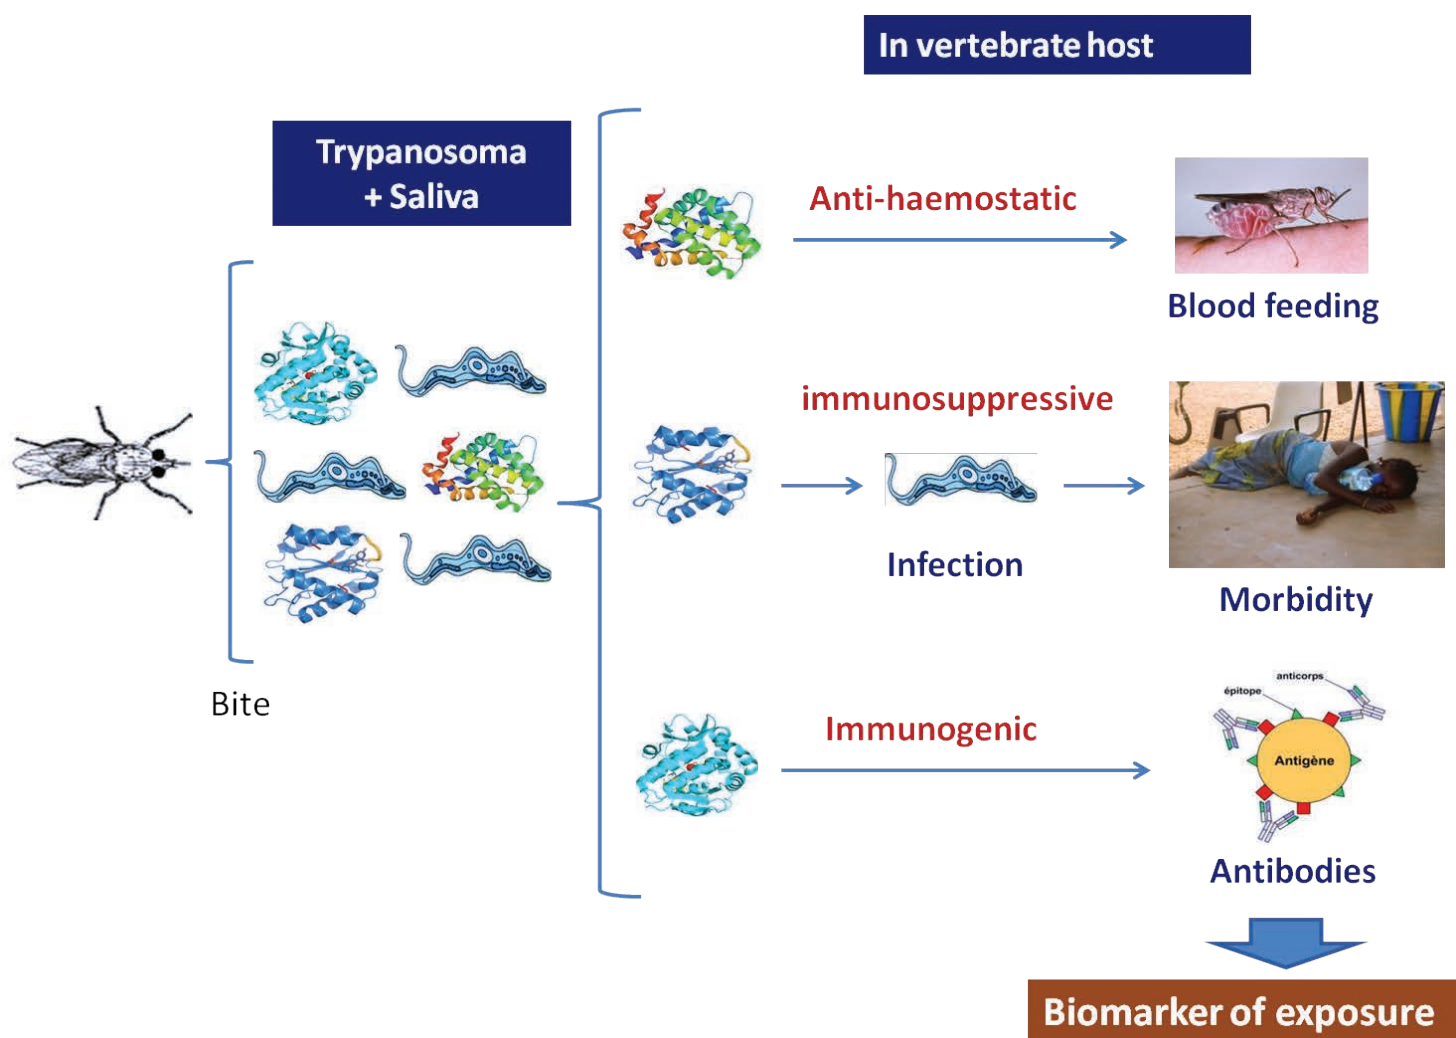 In vertebrate host
Trypanosoma
+ Saliva
Anti-haemostatic
Blood feeding
immunosuppressive
Infection
Morbidity
Bite
Immunogenic
anticorps
épitope
Antigène
Antibodies
Biomarker of exposure